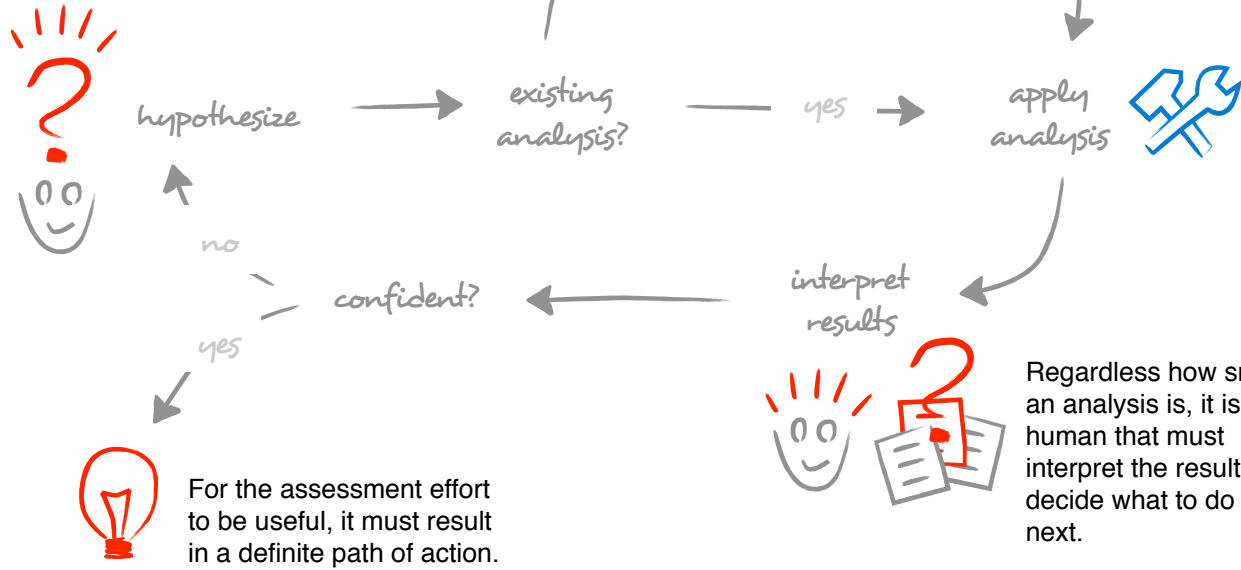 hypothesize
existing
analysis?
yes
apply
analysis
no
confident?
interpret
results
yes
Regardless how
an analysis is, it is
human that must
interpret the result
decide what to do
next.
For the assessment effort
to be useful, it must result
in a definite path of action.